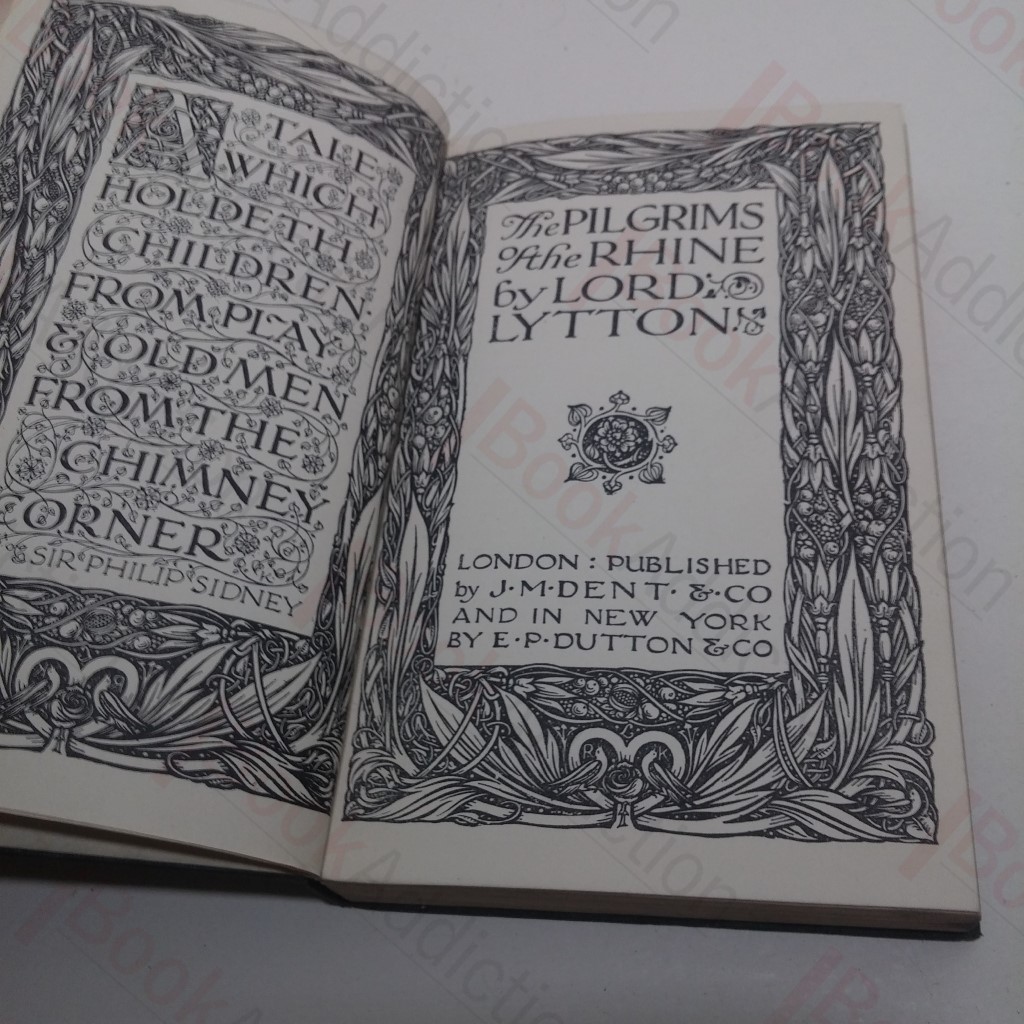 A TALE
WHICH
HOLDETH
CHILDREN
FROM PLAY
& OLD MEN
FROM THE
CHIMNEY
CORNER
SIR PHILIP SIDNEY
The PILGRIMS
of the RHINE
by LORD
LYTTON
LONDON : PUBLISHED
by J·M·DENT· & ·CO
AND IN NEW YORK
BY E·P·DUTTON & CO
BookAddiction